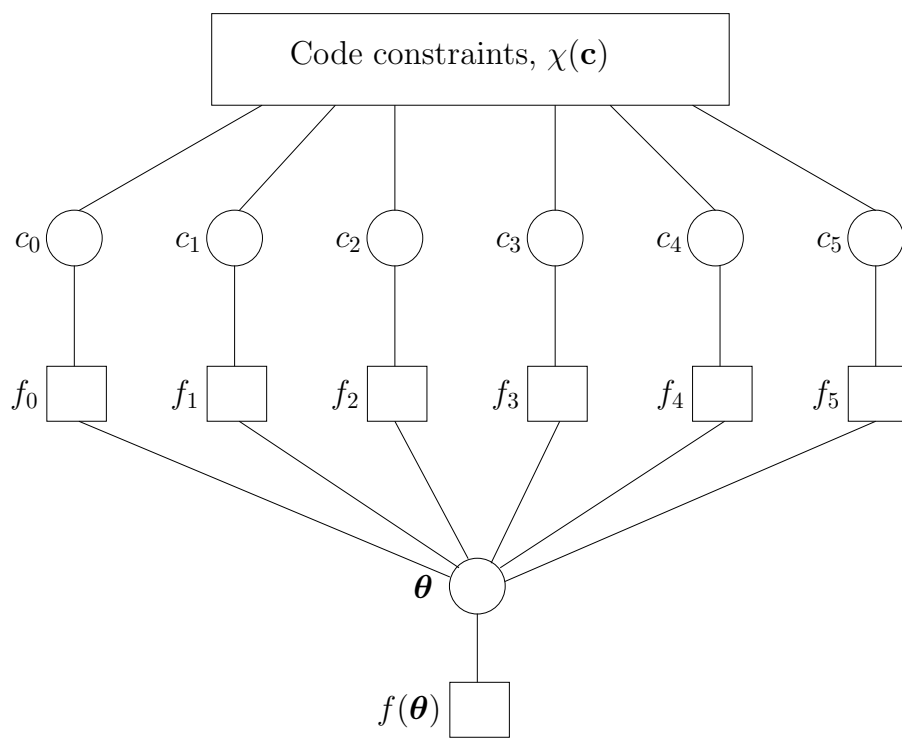 Code constraints, χ(𝐜)
c₀ c₁ c₂ c₃ c₄ c₅
f₀ f₁ f₂ f₃ f₄ f₅
𝜽
f(𝜽)